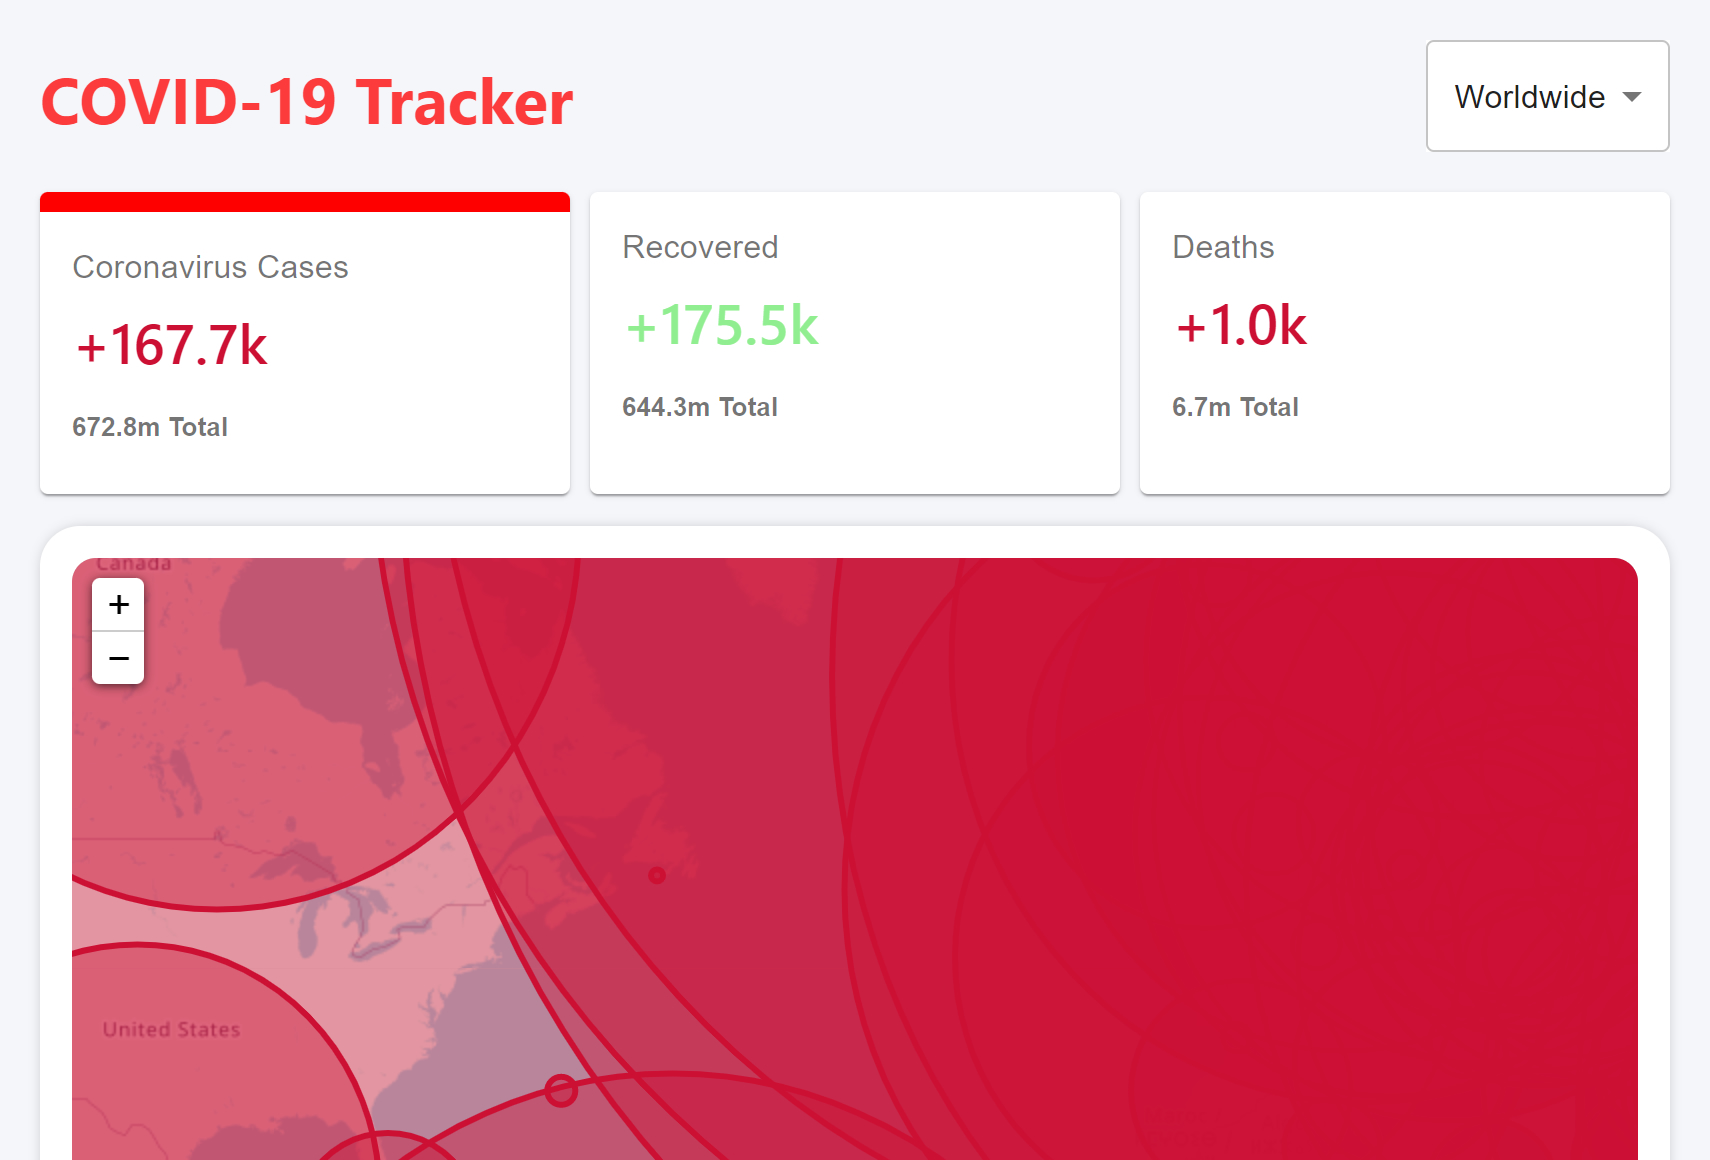 COVID-19 Tracker
Worldwide
Coronavirus Cases
+167.7k
672.8m Total
Recovered
+175.5k
644.3m Total
Deaths
+1.0k
6.7m Total
Canada
+
−
United States